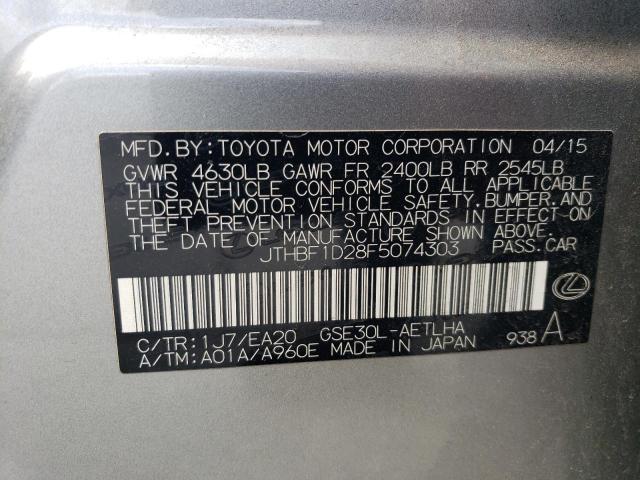 MFD. BY: TOYOTA MOTOR CORPORATION 04/15
GVWR 4630LB GAWR FR 2400LB RR 2545LB
THIS VEHICLE CONFORMS TO ALL APPLICABLE
FEDERAL MOTOR VEHICLE SAFETY, BUMPER, AND
THEFT PREVENTION STANDARDS IN EFFECT ON
THE DATE OF MANUFACTURE SHOWN ABOVE.
JTHBF1D28F5074303 PASS. CAR
C/TR: 1J7/EA20 GSE30L-AETLHA
A/TM: A01A/A960E MADE IN JAPAN 938 A